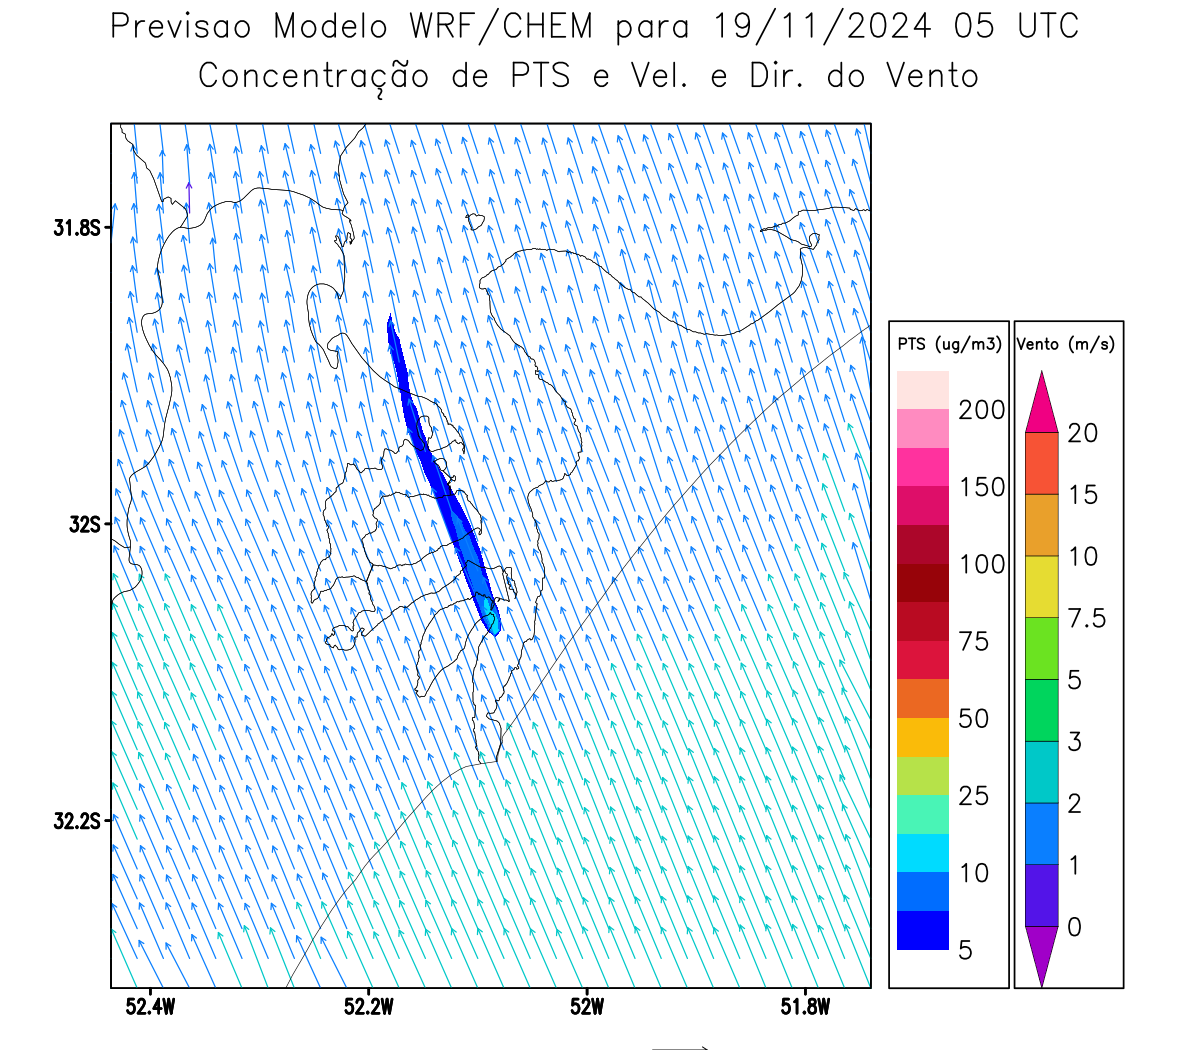 Previsao Modelo WRF/CHEM para 19/11/2024 05 UTC
Concentração de PTS e Vel. e Dir. do Vento
31.8S
32S
32.2S
52.4W 52.2W 52W 51.8W
PTS (ug/m3)
200
150
100
75
50
25
10
5
Vento (m/s)
20
15
10
7.5
5
3
2
1
0